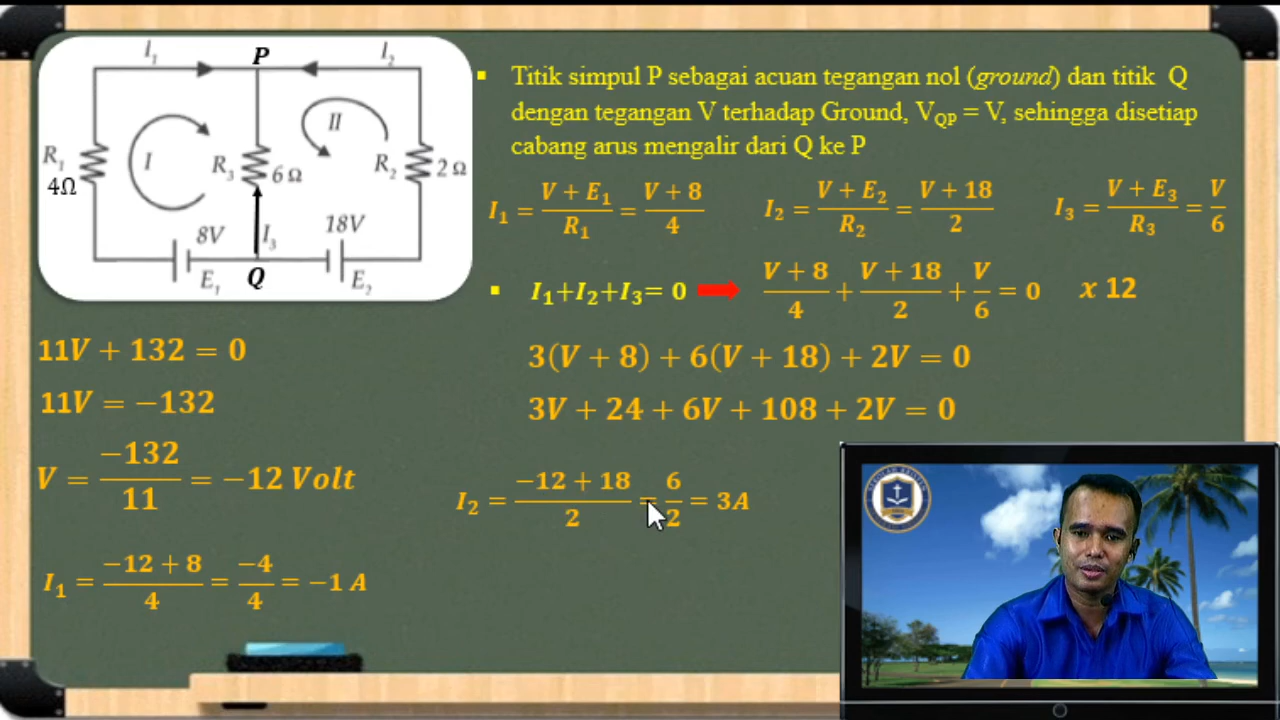 I₁
P
I₂
I
II
R₁
4Ω
R₃
6 Ω
R₂
2 Ω
8V
I₃
18V
E₁
Q
E₂
▪ Titik simpul P sebagai acuan tegangan nol (ground) dan titik Q
dengan tegangan V terhadap Ground, V_QP = V, sehingga disetiap
cabang arus mengalir dari Q ke P
I₁ = (V + E₁)/R₁ = (V + 8)/4
I₂ = (V + E₂)/R₂ = (V + 18)/2
I₃ = (V + E₃)/R₃ = V/6
▪ I₁+I₂+I₃= 0 ➡ (V + 8)/4 + (V + 18)/2 + V/6 = 0 x 12
3(V + 8) + 6(V + 18) + 2V = 0
3V + 24 + 6V + 108 + 2V = 0
11V + 132 = 0
11V = −132
V = −132/11 = −12 Volt
I₁ = (−12 + 8)/4 = −4/4 = −1 A
I₂ = (−12 + 18)/2 = 6/2 = 3A